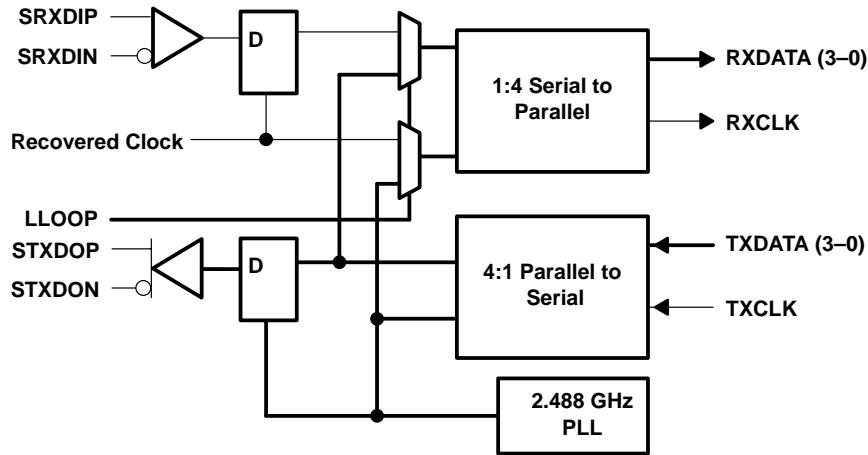 SRXDIP
SRXDIN
D
1:4 Serial to
Parallel
RXDATA (3–0)
RXCLK
Recovered Clock
LLOOP
STXDOP
STXDON
D
4:1 Parallel to
Serial
TXDATA (3–0)
TXCLK
2.488 GHz
PLL